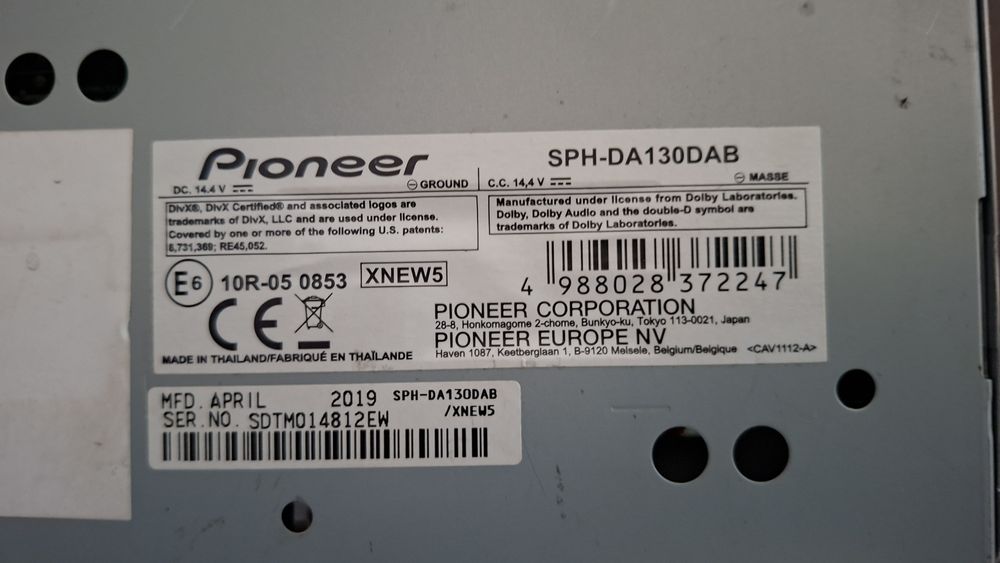 Pioneer
SPH-DA130DAB
DC. 14.4 V
GROUND
C.C. 14,4 V
MASSE
DivX®, DivX Certified® and associated logos are
trademarks of DivX, LLC and are used under license.
Covered by one or more of the following U.S. patents:
6,731,369; RE45,052.
Manufactured under license from Dolby Laboratories.
Dolby, Dolby Audio and the double-D symbol are
trademarks of Dolby Laboratories.
E6 10R-05 0853 XNEW5
4 988028 372247
CE
PIONEER CORPORATION
28-8, Honkomagome 2-chome, Bunkyo-ku, Tokyo 113-0021, Japan
PIONEER EUROPE NV
Haven 1087, Keetberglaan 1, B-9120 Melsele, Belgium/Belgique <CAV1112-A>
MADE IN THAILAND/FABRIQUÉ EN THAÏLANDE
MFD. APRIL 2019 SPH-DA130DAB
/XNEW5
SER.NO. SDTM014812EW